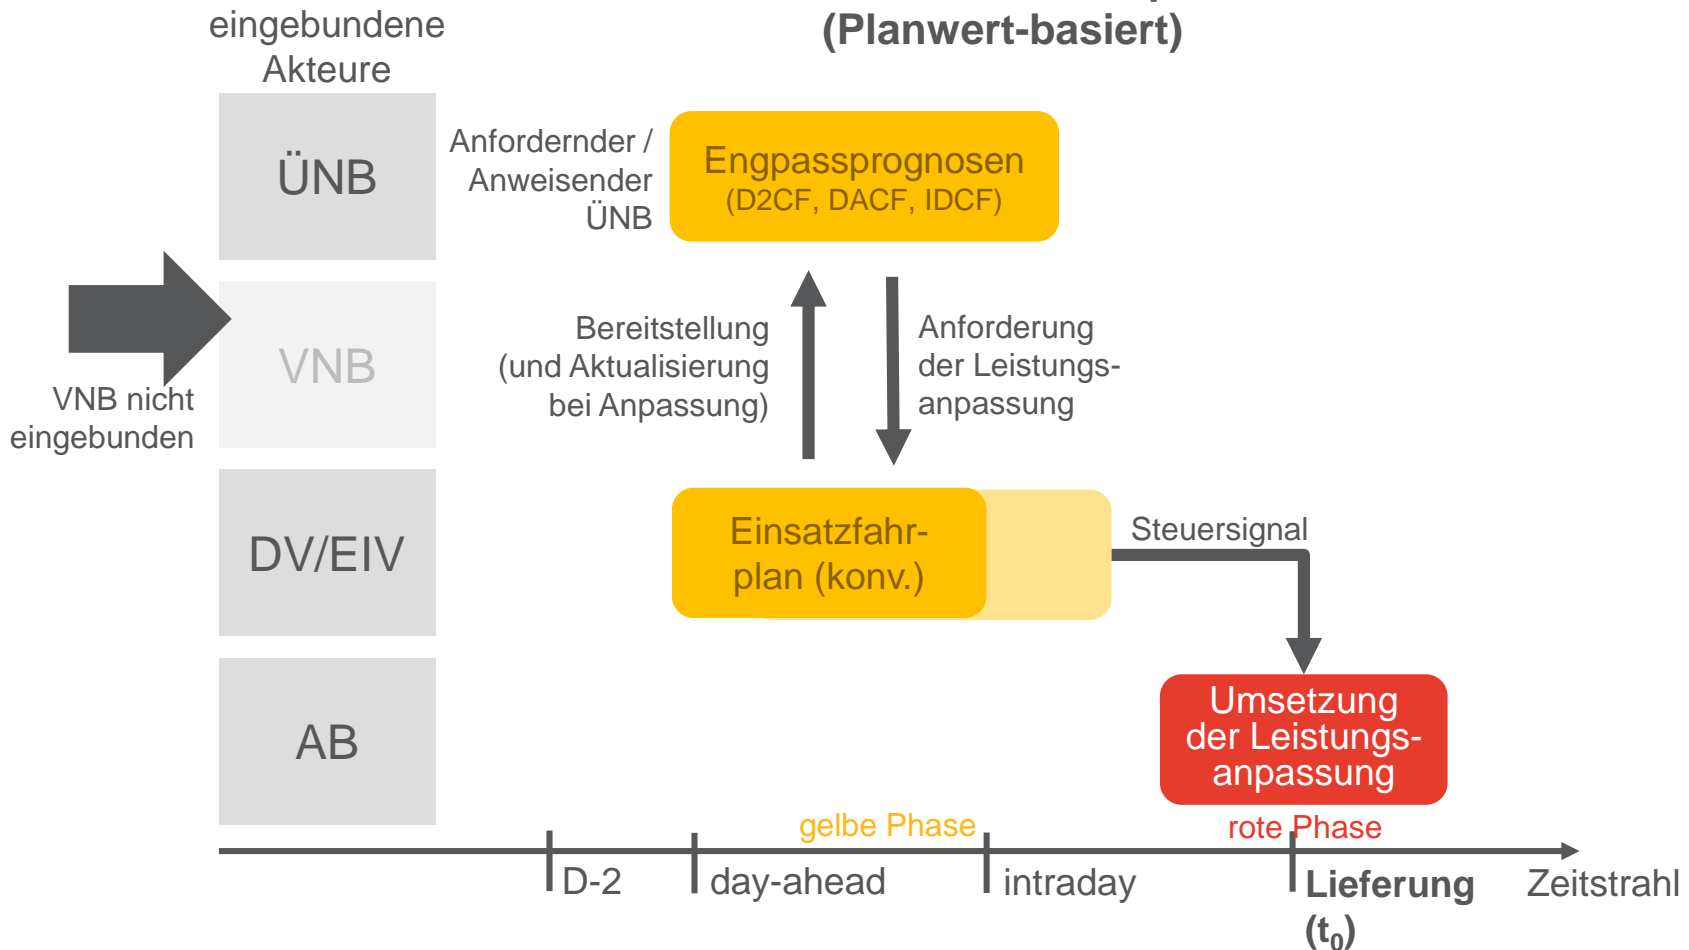 eingebundene
Akteure
(Planwert-basiert)
ÜNB
Anfordernder /
Anweisender
ÜNB
Engpassprognosen
(D2CF, DACF, IDCF)
VNB
VNB nicht
eingebunden
Bereitstellung
(und Aktualisierung
bei Anpassung)
Anforderung
der Leistungs-
anpassung
DV/EIV
Einsatzfahr-
plan (konv.)
Steuersignal
AB
Umsetzung
der Leistungs-
anpassung
gelbe Phase
rote Phase
D-2
day-ahead
intraday
Lieferung
(t₀)
Zeitstrahl